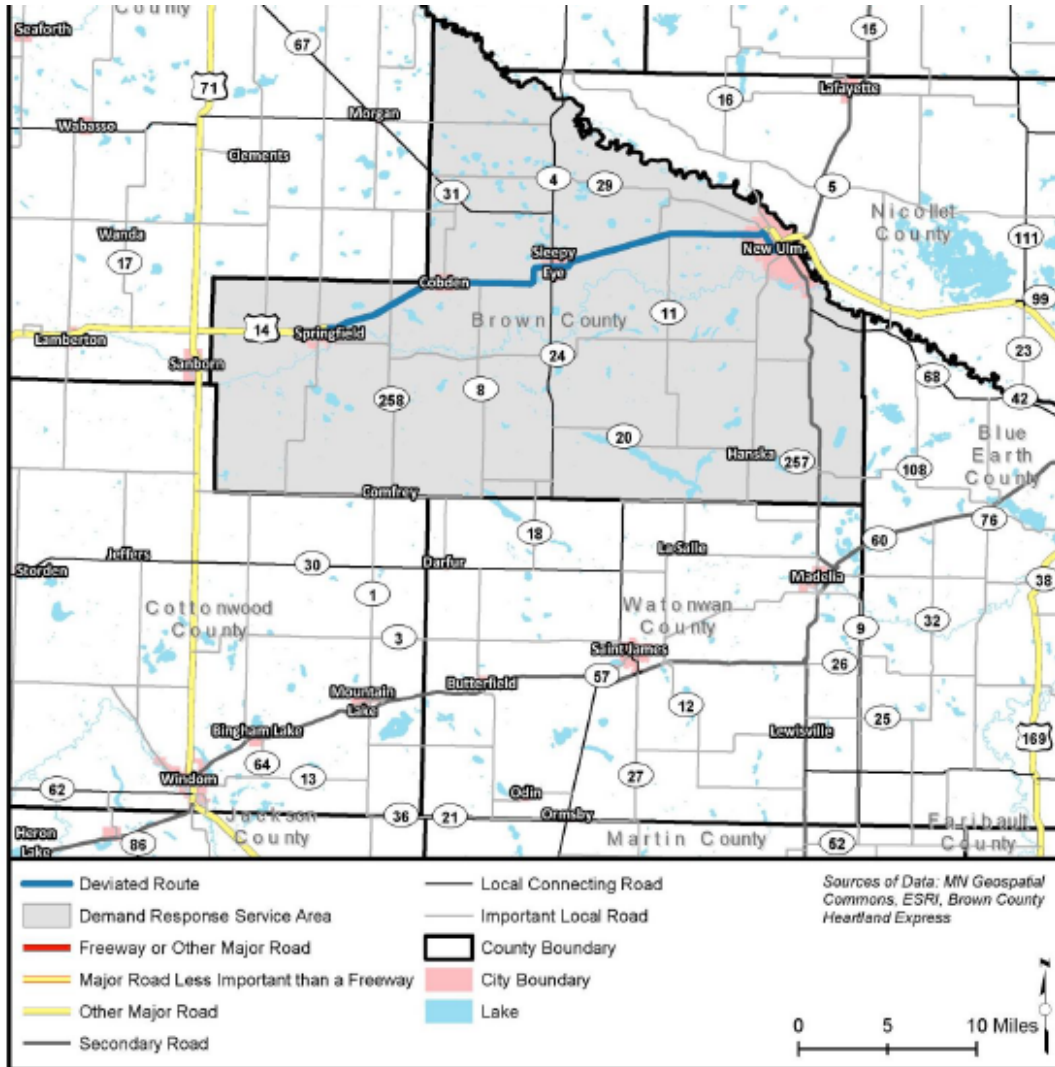 County
Seaforth
67
15
71
16
Lafayette
Morgan
Wabasso
Clements
4
29
5
31
Nicollet
County
Wanda
17
Sleepy
Eye
New Ulm
111
Cobden
99
14
Springfield
Brown County
11
Lamberton
Sanborn
24
23
68
258
8
42
20
Blue
Earth
County
Hanska
257
108
Comfrey
76
18
60
Jeffers
30
Darfur
La Salle
Storden
Madelia
38
1
Cottonwood
County
Watonwan
County
32
3
9
Saint James
26
57
Butterfield
Mountain
Lake
12
25
Bingham Lake
Lewisville
169
64
13
27
Windom
62
Odin
Jackson
County
36
21
Ormsby
Heron
Lake
86
Martin County
52
Faribault
County
Deviated Route
Demand Response Service Area
Freeway or Other Major Road
Major Road Less Important than a Freeway
Other Major Road
Secondary Road
Local Connecting Road
Important Local Road
County Boundary
City Boundary
Lake
Sources of Data: MN Geospatial
Commons, ESRI, Brown County
Heartland Express
0 5 10 Miles